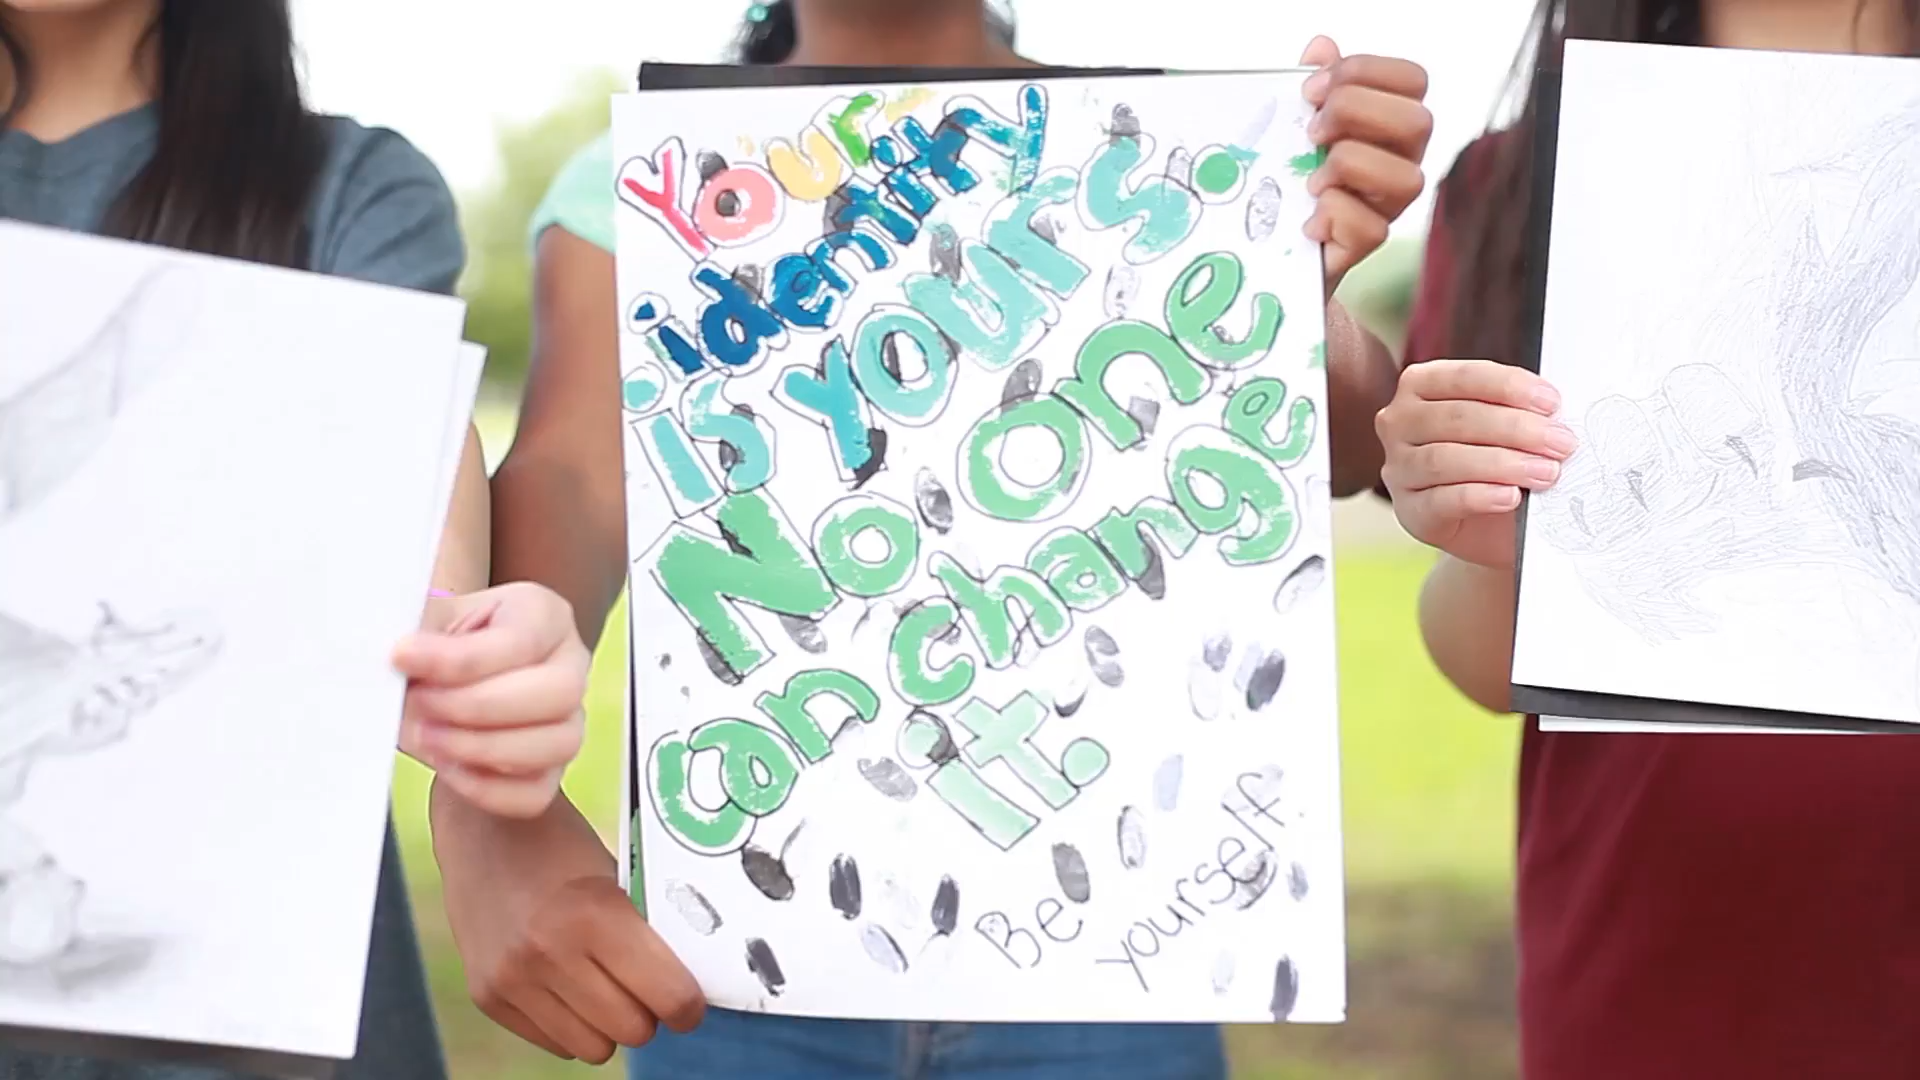 Your
identity
is yours.
No one
can change
it.
Be
yourself.